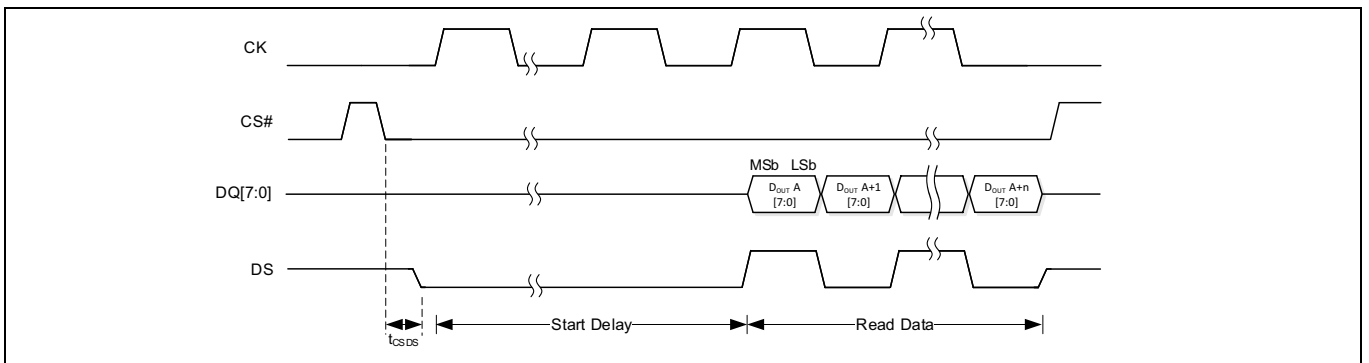 CK
CS#
MSb LSb
DQ[7:0]
DOUT A
[7:0]
DOUT A+1
[7:0]
DOUT A+n
[7:0]
DS
Start Delay
Read Data
tCSDS